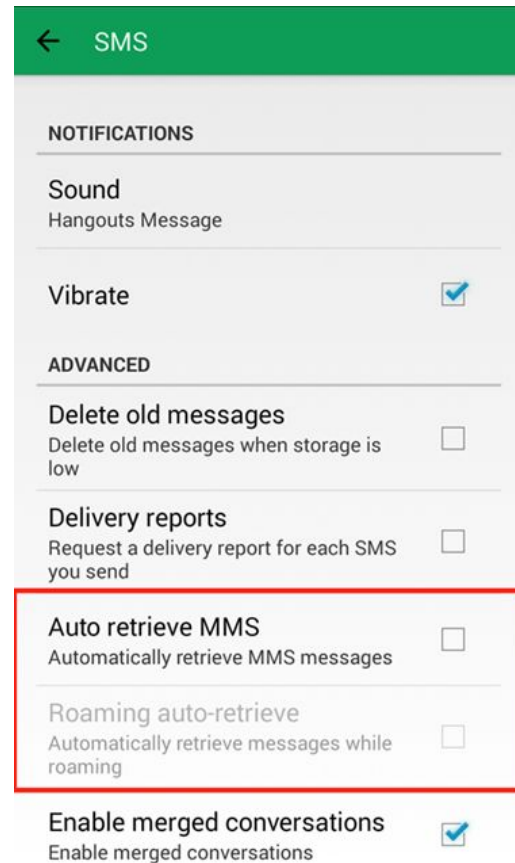 SMS
NOTIFICATIONS
Sound
Hangouts Message
Vibrate
ADVANCED
Delete old messages
Delete old messages when storage is
low
Delivery reports
Request a delivery report for each SMS
you send
Auto retrieve MMS
Automatically retrieve MMS messages
Roaming auto-retrieve
Automatically retrieve messages while
roaming
Enable merged conversations
Enable merged conversations